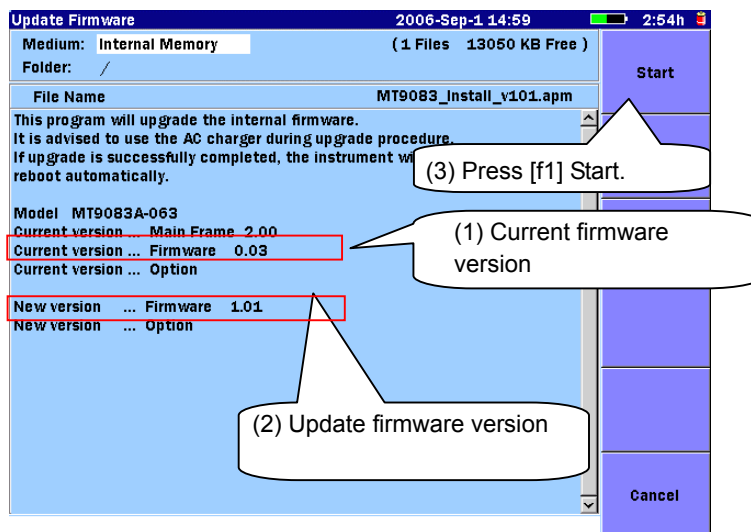 Update Firmware 2006-Sep-1 14:59 2:54h
Medium: Internal Memory (1 Files 13050 KB Free )
Folder: /
File Name MT9083_Install_v101.apm
This program will upgrade the internal firmware.
It is advised to use the AC charger during upgrade procedure.
If upgrade is successfully completed, the instrument wi
reboot automatically.
Model MT9083A-063
Current version ... Main Frame 2.00
Current version ... Firmware 0.03
Current version ... Option
New version ... Firmware 1.01
New version ... Option
Start
(3) Press [f1] Start.
(1) Current firmware
version
(2) Update firmware version
Cancel